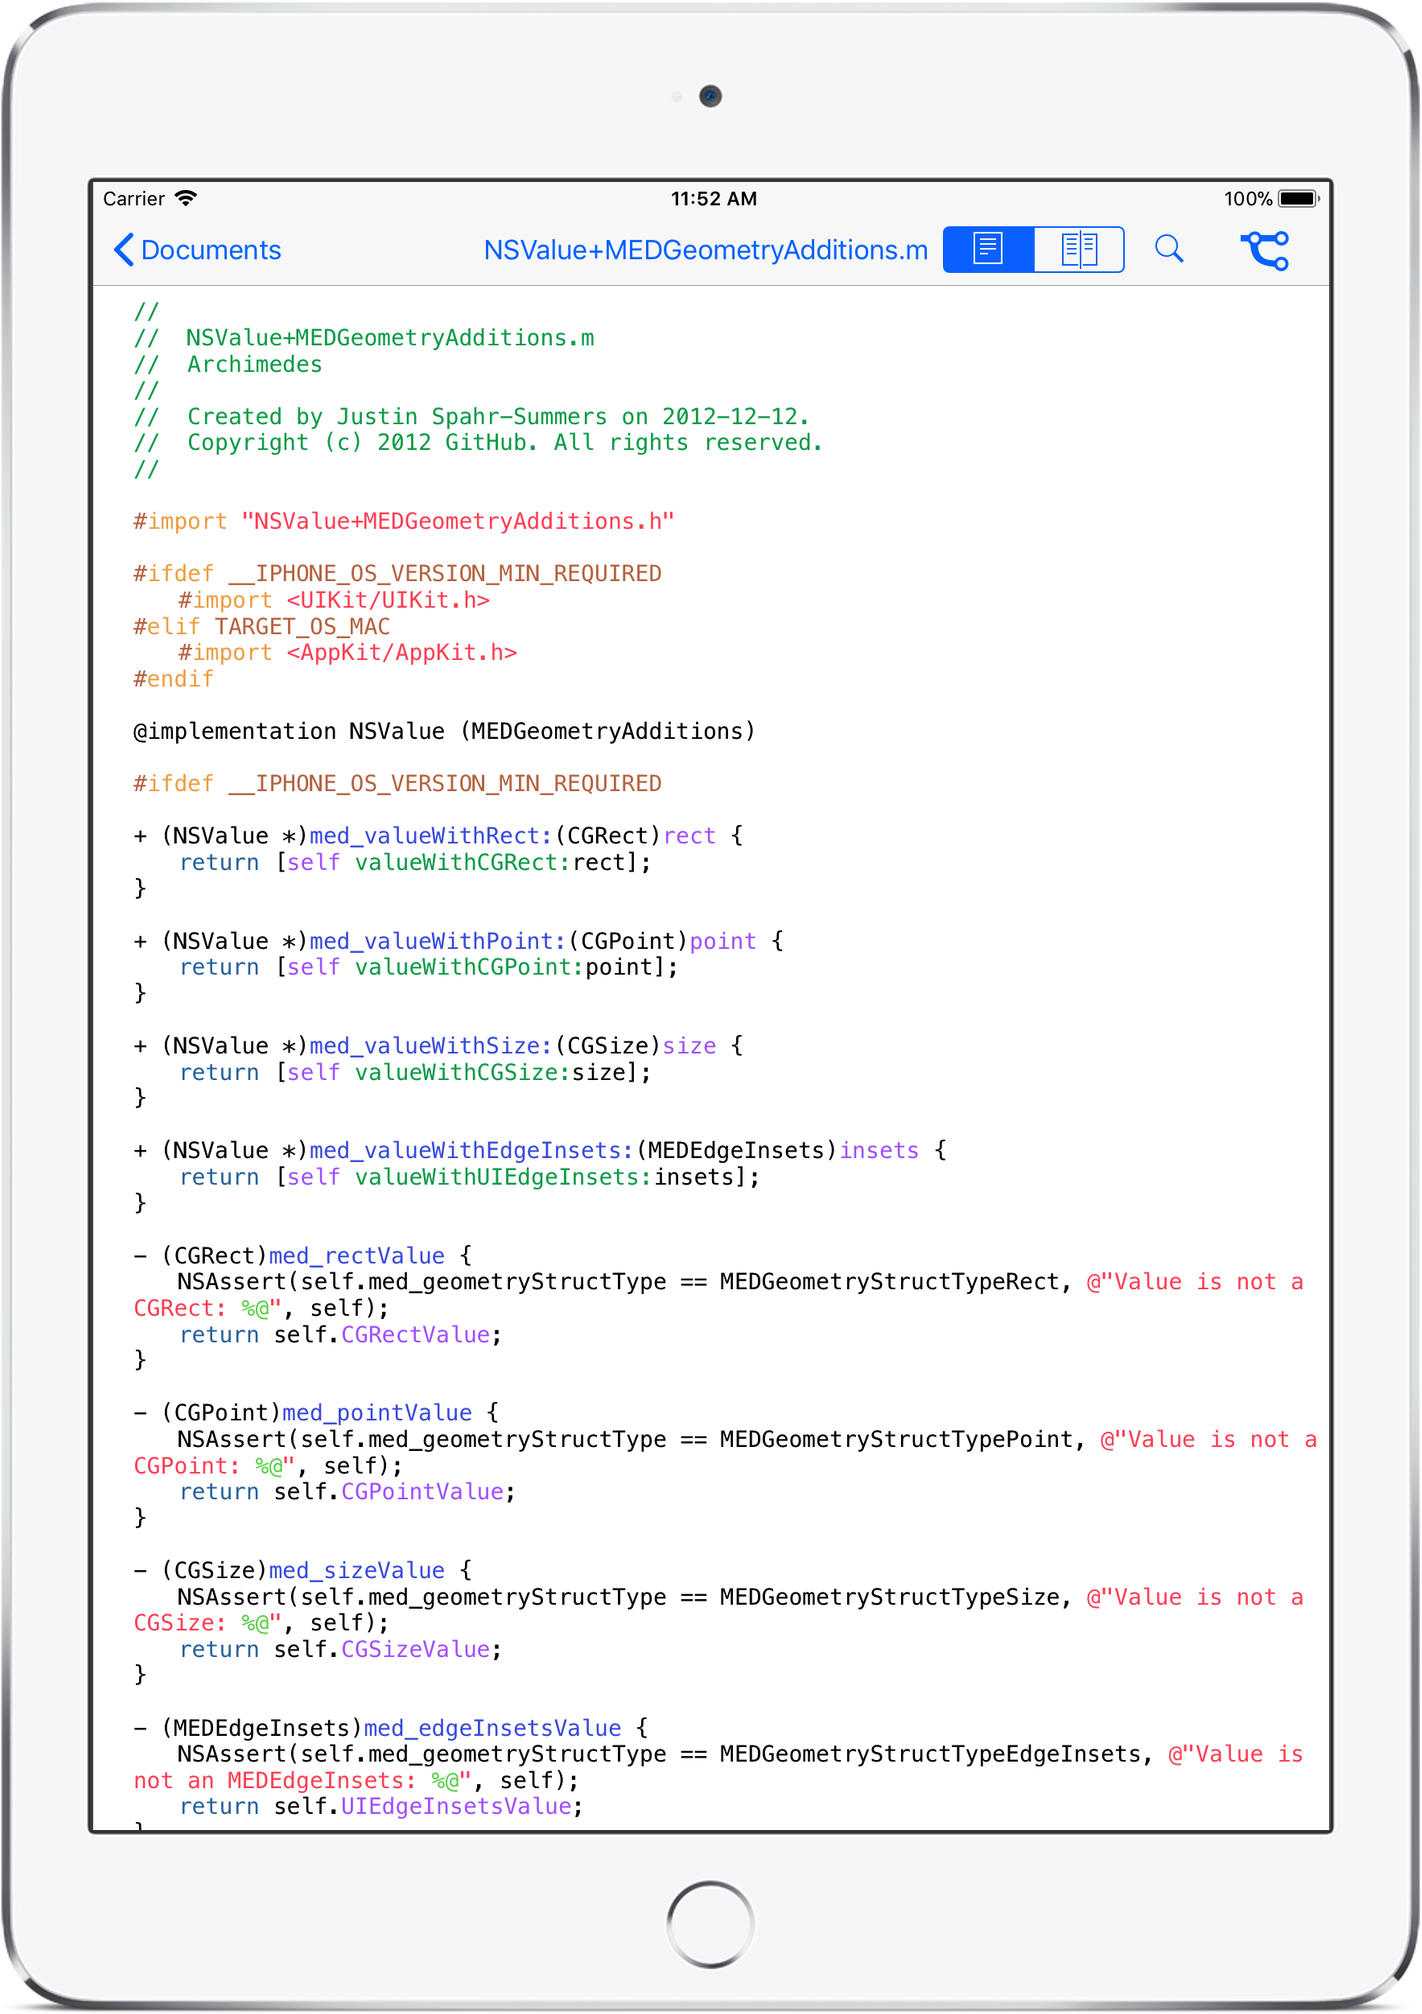 Carrier 11:52 AM 100%
Documents NSValue+MEDGeometryAdditions.m
//
//  NSValue+MEDGeometryAdditions.m
//  Archimedes
//
//  Created by Justin Spahr-Summers on 2012-12-12.
//  Copyright (c) 2012 GitHub. All rights reserved.
//
#import "NSValue+MEDGeometryAdditions.h"
#ifdef __IPHONE_OS_VERSION_MIN_REQUIRED
#import <UIKit/UIKit.h>
#elif TARGET_OS_MAC
#import <AppKit/AppKit.h>
#endif
@implementation NSValue (MEDGeometryAdditions)
#ifdef __IPHONE_OS_VERSION_MIN_REQUIRED
+ (NSValue *)med_valueWithRect:(CGRect)rect {
return [self valueWithCGRect:rect];
}
+ (NSValue *)med_valueWithPoint:(CGPoint)point {
return [self valueWithCGPoint:point];
}
+ (NSValue *)med_valueWithSize:(CGSize)size {
return [self valueWithCGSize:size];
}
+ (NSValue *)med_valueWithEdgeInsets:(MEDEdgeInsets)insets {
return [self valueWithUIEdgeInsets:insets];
}
- (CGRect)med_rectValue {
NSAssert(self.med_geometryStructType == MEDGeometryStructTypeRect, @"Value is not a
CGRect: %@", self);
return self.CGRectValue;
}
- (CGPoint)med_pointValue {
NSAssert(self.med_geometryStructType == MEDGeometryStructTypePoint, @"Value is not a
CGPoint: %@", self);
return self.CGPointValue;
}
- (CGSize)med_sizeValue {
NSAssert(self.med_geometryStructType == MEDGeometryStructTypeSize, @"Value is not a
CGSize: %@", self);
return self.CGSizeValue;
}
- (MEDEdgeInsets)med_edgeInsetsValue {
NSAssert(self.med_geometryStructType == MEDGeometryStructTypeEdgeInsets, @"Value is
not an MEDEdgeInsets: %@", self);
return self.UIEdgeInsetsValue;
}